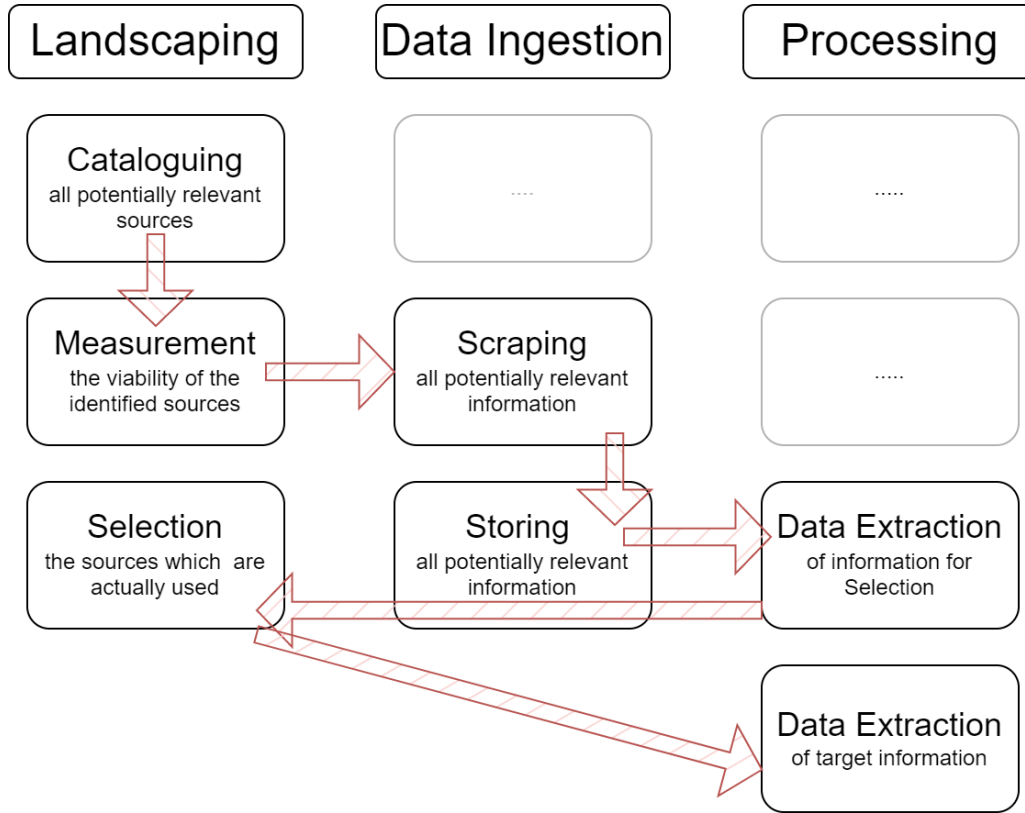 Landscaping
Data Ingestion
Processing
Cataloguing
all potentially relevant
sources
....
.....
Measurement
the viability of the
identified sources
Scraping
all potentially relevant
information
.....
Selection
the sources which are
actually used
Storing
all potentially relevant
information
Data Extraction
of information for
Selection
Data Extraction
of target information